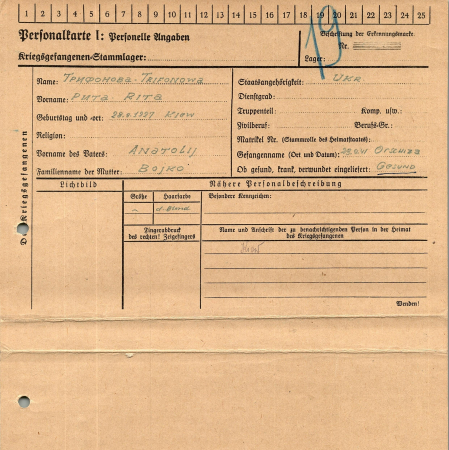 1 2 3 4 5 6 7 8 9 10 11 12 13 14 15 16 17 18 19 20 21 22 23 24 25
Personalkarte I: Personelle Angaben
Kriegsgefangenen-Stammlager:
Beschriftung der Erkennungsmarke
Nr.
Lager:
19
Name: Трифонова-Trifonowa
Vorname: Рита Rita
Geburtstag und -ort: Kiew
Religion:
Vorname des Vaters: Anatolij
Familienname der Mutter: Bojko
Staatsangehörigkeit: Ukr
Dienstgrad:
Truppenteil: Komp. usw.
Zivilberuf: Berufs-Gr.
Matrikel Nr. (Stammrolle des Heimatstaates):
Gefangennahme (Ort und Datum):
Ob gefund, krank, verwundet eingeliefert: Gesund
Des Kriegsgefangenen
Lichtbild
Nähere Personalbeschreibung
Größe
Haarfarbe
Besondere Kennzeichen:
d. blond
Fingerabdruck
des rechten! Zeigefingers
Name und Anschrift der zu benachrichtigenden Person in der Heimat
des Kriegsgefangenen
Kiew
Wenden!